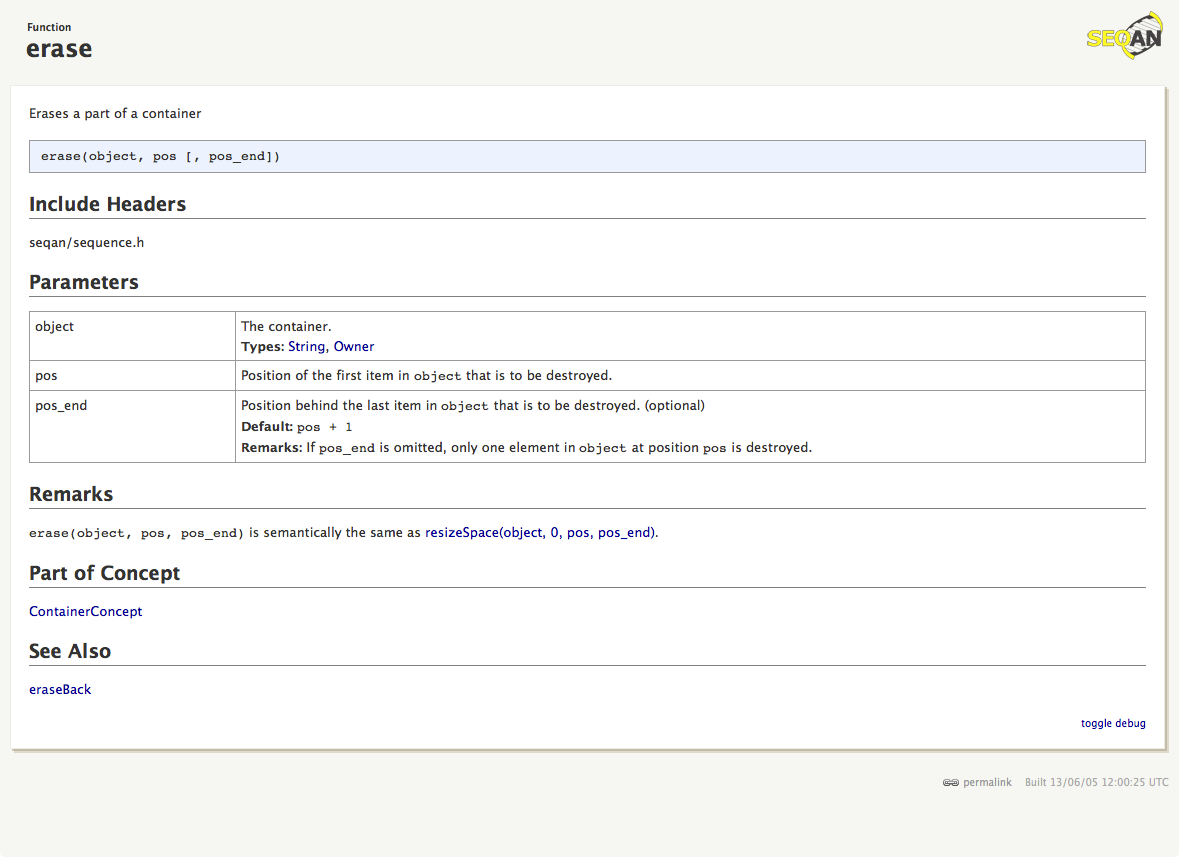 Function
erase
SEQAN
Erases a part of a container
erase(object, pos [, pos_end])
Include Headers
seqan/sequence.h
Parameters
object
The container.
Types: String, Owner
pos
Position of the first item in object that is to be destroyed.
pos_end
Position behind the last item in object that is to be destroyed. (optional)
Default: pos + 1
Remarks: If pos_end is omitted, only one element in object at position pos is destroyed.
Remarks
erase(object, pos, pos_end) is semantically the same as resizeSpace(object, 0, pos, pos_end).
Part of Concept
ContainerConcept
See Also
eraseBack
toggle debug
permalink Built 13/06/05 12:00:25 UTC